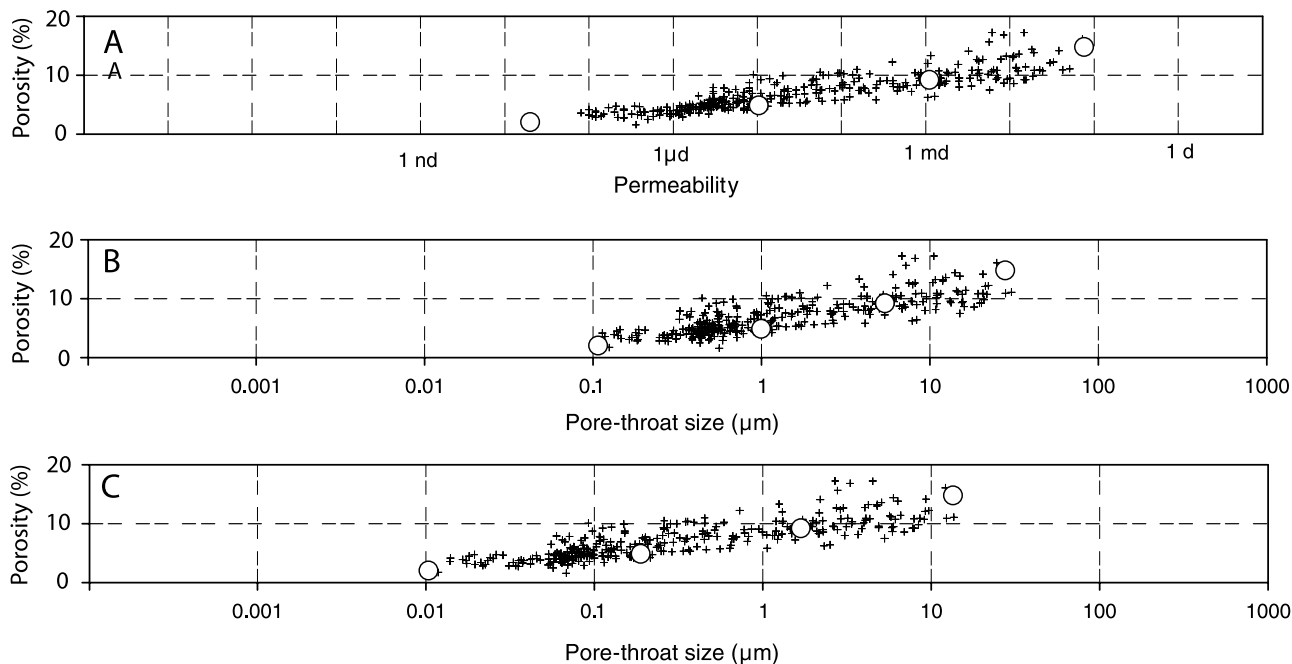 20
A
Porosity (%)
A
10
0
1 nd
1µd
1 md
1 d
Permeability
20
B
Porosity (%)
10
0
0.001
0.01
0.1
1
10
100
1000
Pore-throat size (µm)
20
C
Porosity (%)
10
0
0.001
0.01
0.1
1
10
100
1000
Pore-throat size (µm)